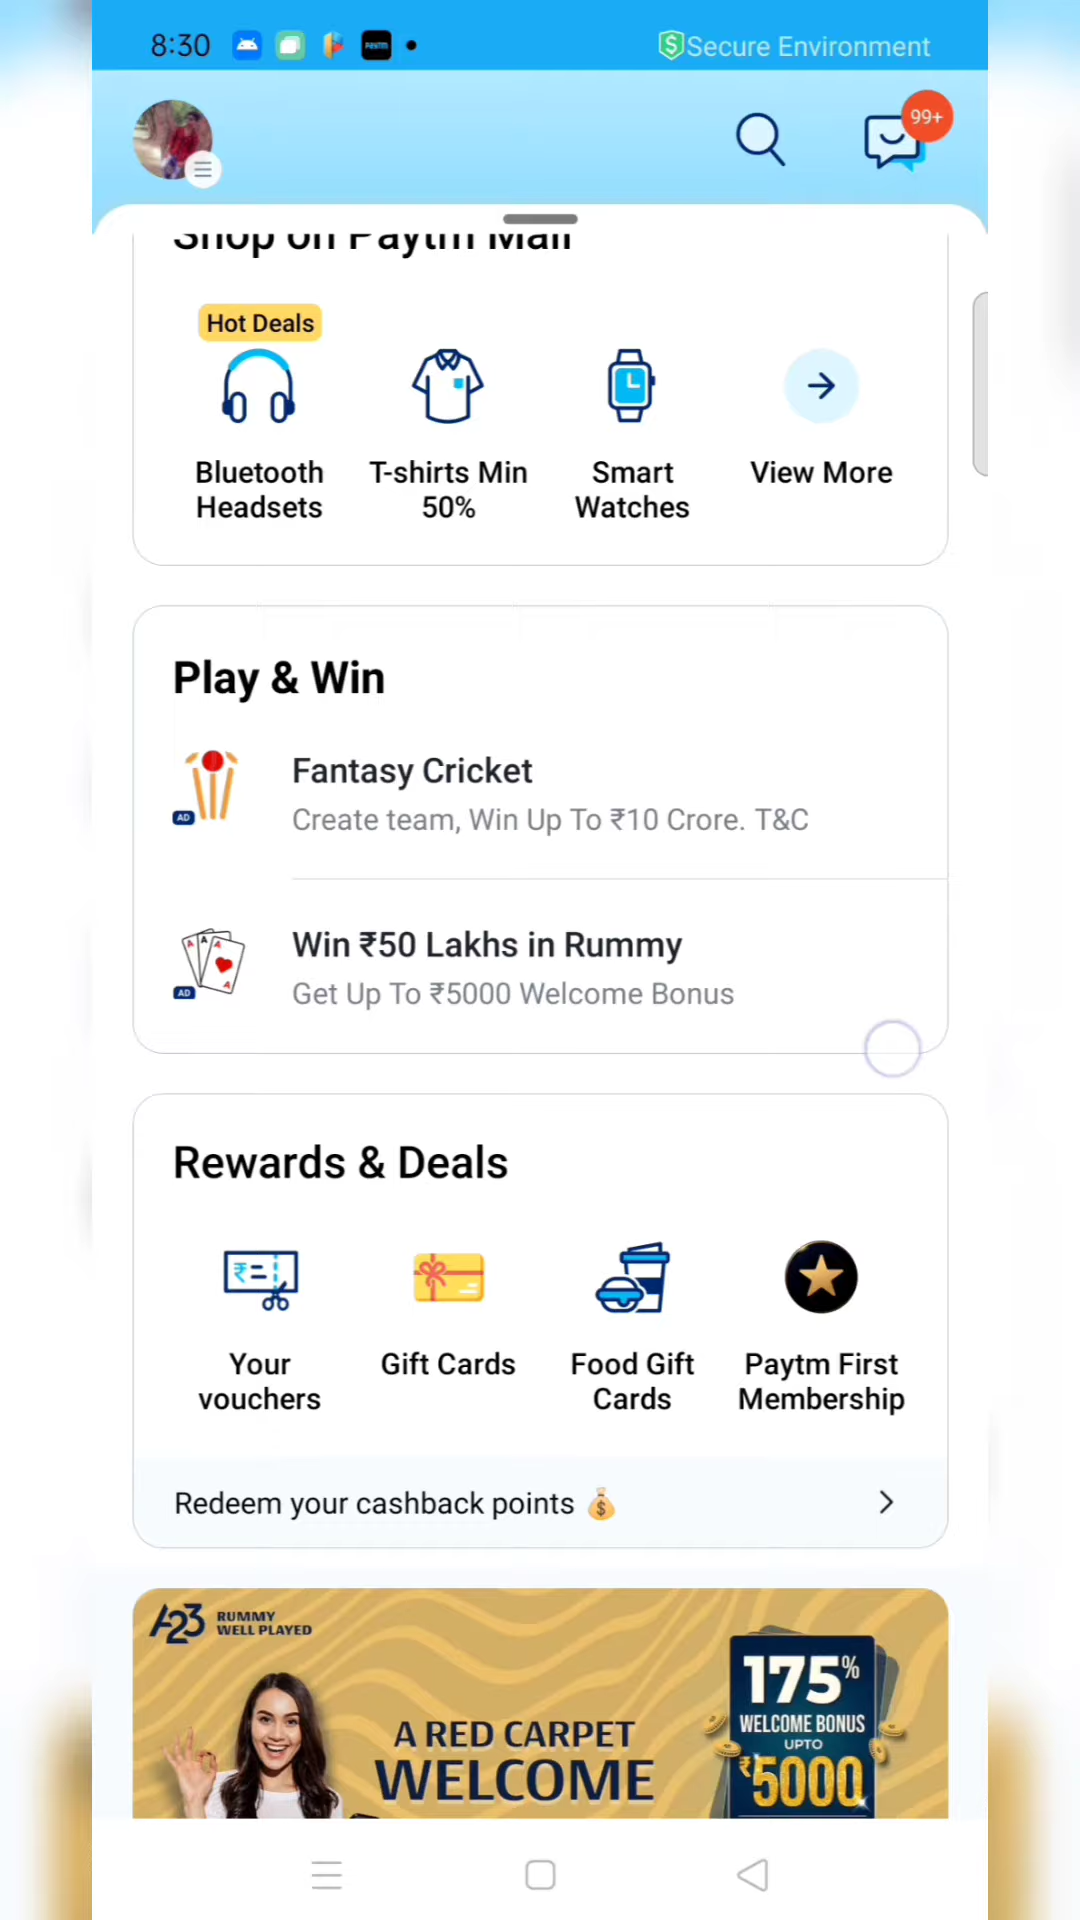 8:30
Secure Environment
99+
Shop on Paytm Mall
Hot Deals
Bluetooth
Headsets
T-shirts Min
50%
Smart
Watches
View More
Play & Win
AD
Fantasy Cricket
Create team, Win Up To ₹10 Crore. T&C
AD
Win ₹50 Lakhs in Rummy
Get Up To ₹5000 Welcome Bonus
Rewards & Deals
Your
vouchers
Gift Cards
Food Gift
Cards
Paytm First
Membership
Redeem your cashback points
A23
RUMMY
WELL PLAYED
A RED CARPET
WELCOME
175%
WELCOME BONUS
UPTO
₹5000